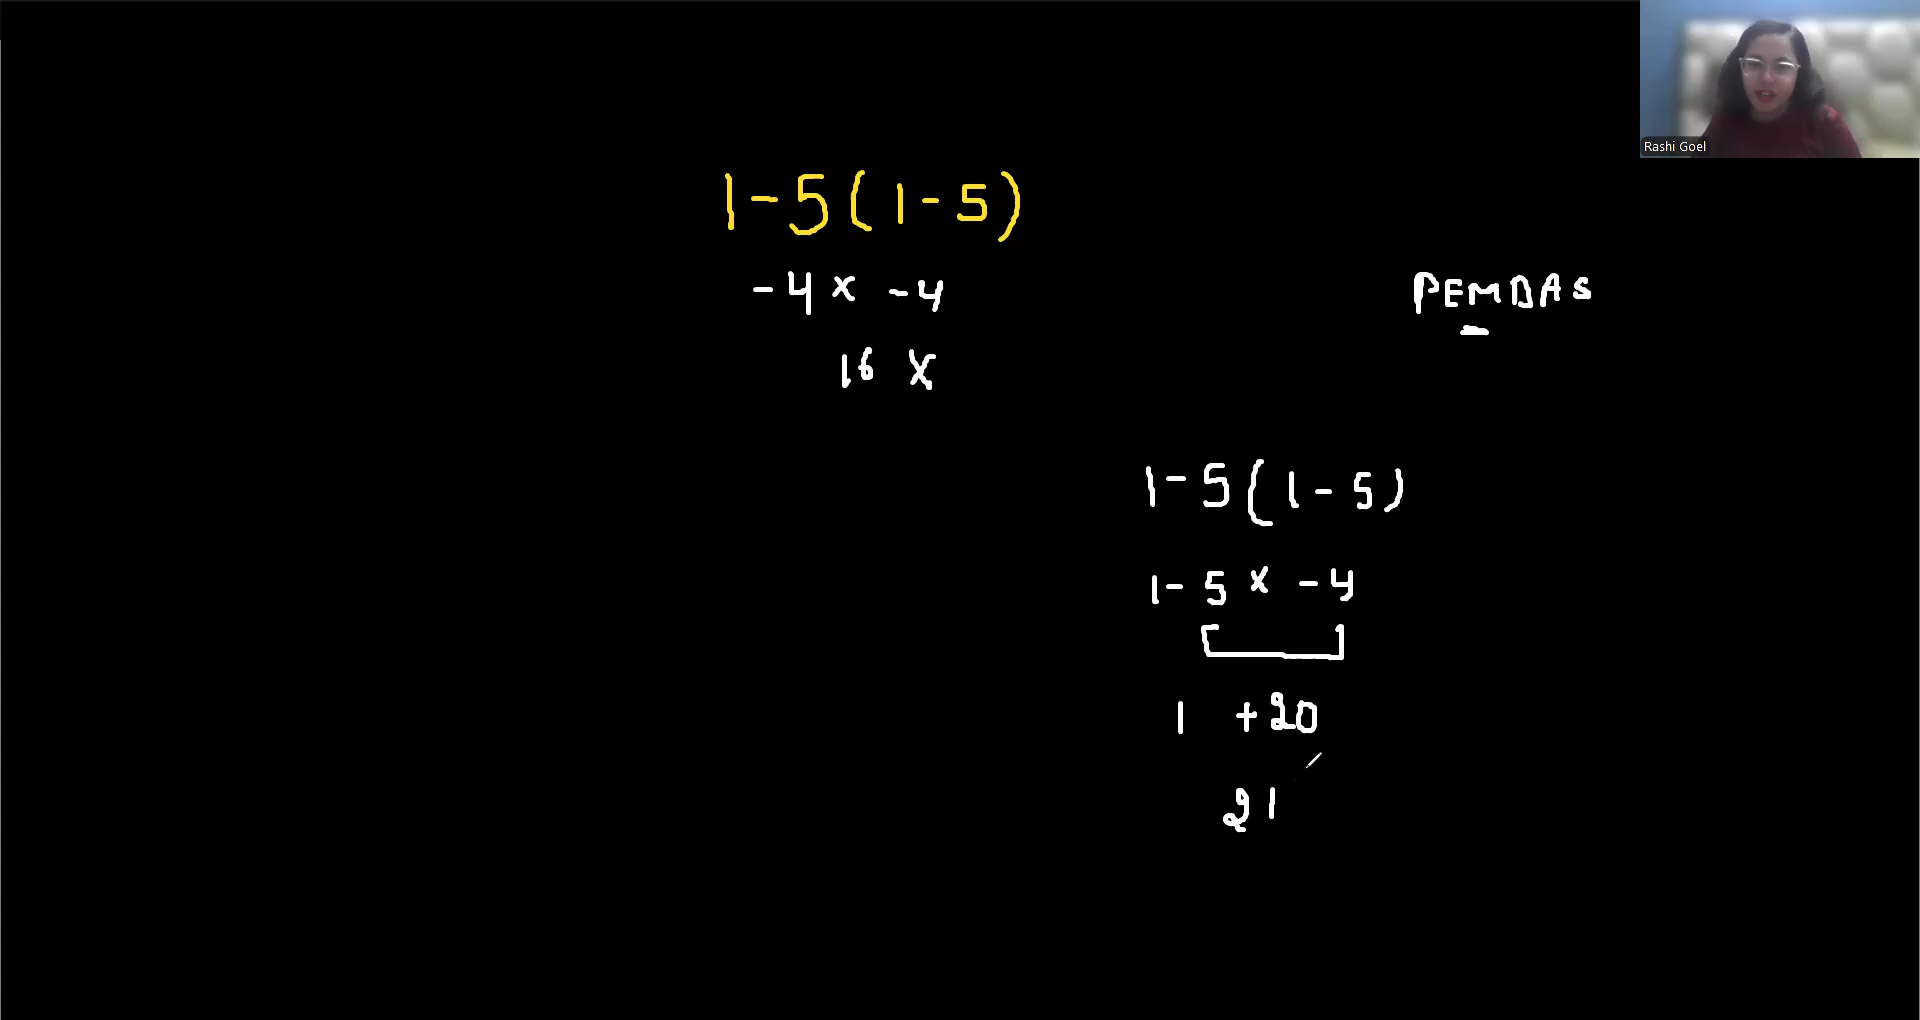 Rashi Goel
1-5(1-5)
-4x -4
16 x
PEMDAS
1-5(1-5)
1-5 x -4
1 +20
21